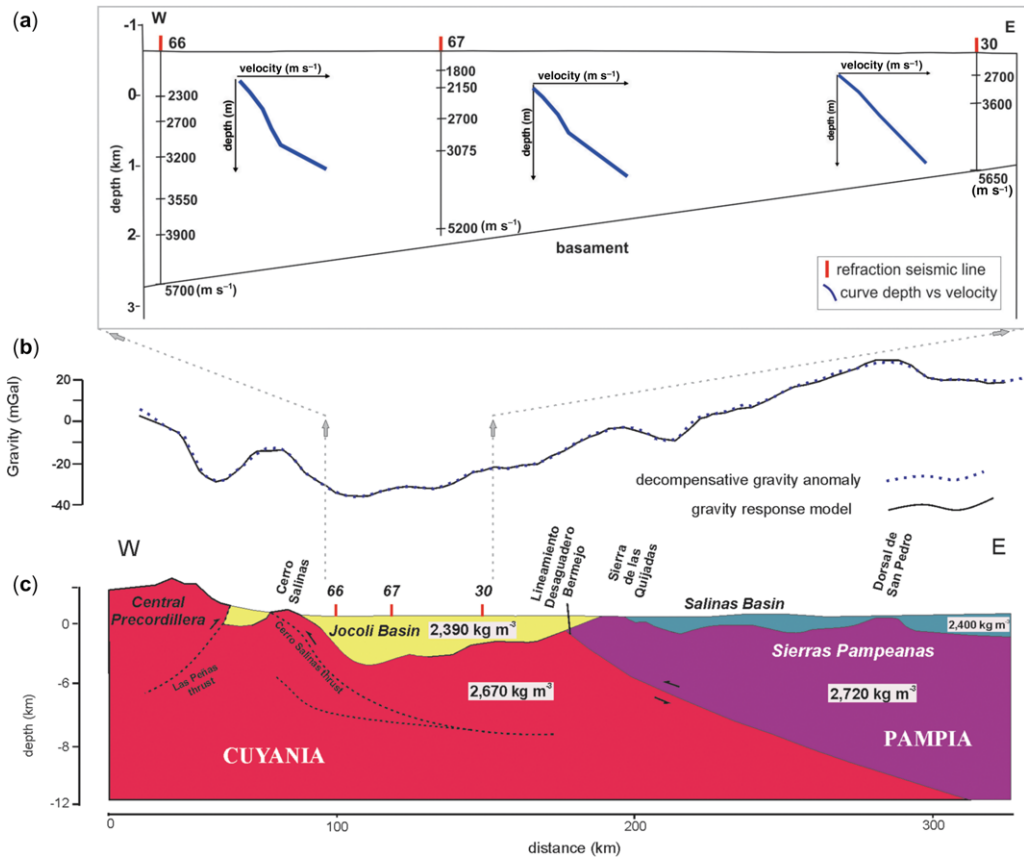 (a)
W
E
-1
0
1
2
3
depth (km)
66
67
30
2300
2700
3200
3550
3900
5700 (m s⁻¹)
velocity (m s⁻¹)
depth (m)
1800
2150
2700
3075
5200 (m s⁻¹)
velocity (m s⁻¹)
depth (m)
velocity (m s⁻¹)
depth (m)
2700
3600
5650
(m s⁻¹)
basament
refraction seismic line
curve depth vs velocity
(b)
Gravity (mGal)
20
0
-20
-40
decompensative gravity anomaly
gravity response model
W
E
(c)
depth (km)
0
-6
-8
-12
Central
Precordillera
Las Peñas
thrust
Cerro
Salinas
Cerro Salinas thrust
66
67
30
Jocoli Basin
2,390 kg m⁻³
2,670 kg m⁻³
CUYANIA
Lineamiento
Desaguadero
Bermejo
Sierra
de las
Quijadas
Salinas Basin
Dorsal de
San Pedro
2,400 kg m⁻³
Sierras Pampeanas
2,720 kg m⁻³
PAMPIA
0
100
200
300
distance (km)